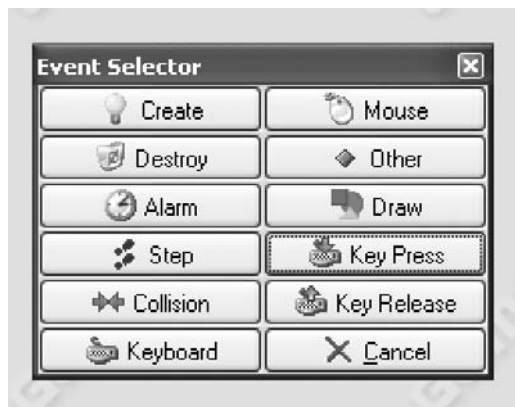 Event Selector
Create
Mouse
Destroy
Other
Alarm
Draw
Step
Key Press
Collision
Key Release
Keyboard
Cancel